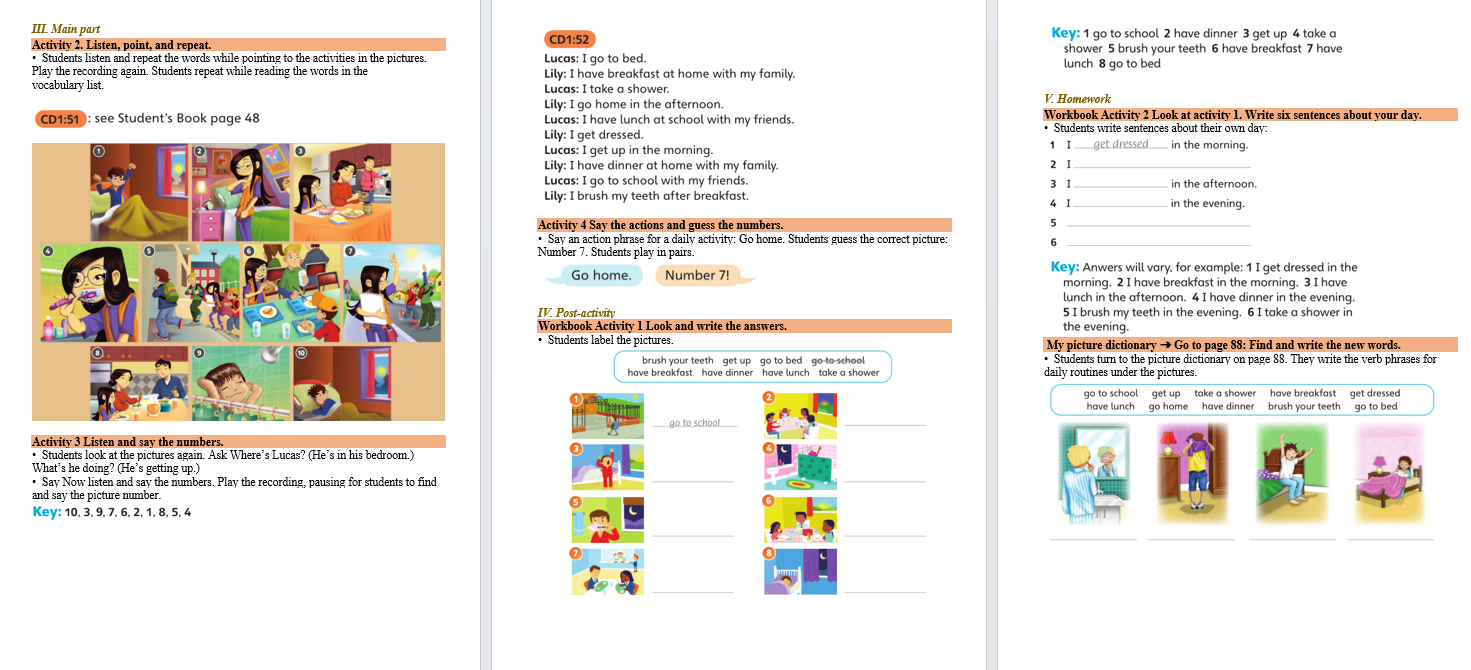 III. Main part
Activity 2. Listen, point, and repeat.
• Students listen and repeat the words while pointing to the activities in the pictures.
Play the recording again. Students repeat while reading the words in the
vocabulary list.
CD1:51 : see Student's Book page 48
1 2 3
4 5 6 7
8 9 10
Activity 3 Listen and say the numbers.
• Students look at the pictures again. Ask Where's Lucas? (He's in his bedroom.)
What's he doing? (He's getting up.)
• Say Now listen and say the numbers. Play the recording, pausing for students to find
and say the picture number.
Key: 10, 3, 9, 7, 6, 2, 1, 8, 5, 4
CD1:52
Lucas: I go to bed.
Lily: I have breakfast at home with my family.
Lucas: I take a shower.
Lily: I go home in the afternoon.
Lucas: I have lunch at school with my friends.
Lily: I get dressed.
Lucas: I get up in the morning.
Lily: I have dinner at home with my family.
Lucas: I go to school with my friends.
Lily: I brush my teeth after breakfast.
Activity 4 Say the actions and guess the numbers.
• Say an action phrase for a daily activity: Go home. Students guess the correct picture:
Number 7. Students play in pairs.
Go home. Number 7!
IV. Post-activity
Workbook Activity 1 Look and write the answers.
• Students label the pictures.
brush your teeth get up go to bed go to school
have breakfast have dinner have lunch take a shower
1 go to school 2
3 4
5 6
7 8
Key: 1 go to school 2 have dinner 3 get up 4 take a
shower 5 brush your teeth 6 have breakfast 7 have
lunch 8 go to bed
V. Homework
Workbook Activity 2 Look at activity 1. Write six sentences about your day.
• Students write sentences about their own day:
1 I get dressed in the morning.
2 I
3 I in the afternoon.
4 I in the evening.
5
6
Key: Anwers will vary, for example: 1 I get dressed in the
morning. 2 I have breakfast in the morning. 3 I have
lunch in the afternoon. 4 I have dinner in the evening.
5 I brush my teeth in the evening. 6 I take a shower in
the evening.
My picture dictionary ➔ Go to page 88: Find and write the new words.
• Students turn to the picture dictionary on page 88. They write the verb phrases for
daily routines under the pictures.
go to school get up take a shower have breakfast get dressed
have lunch go home have dinner brush your teeth go to bed